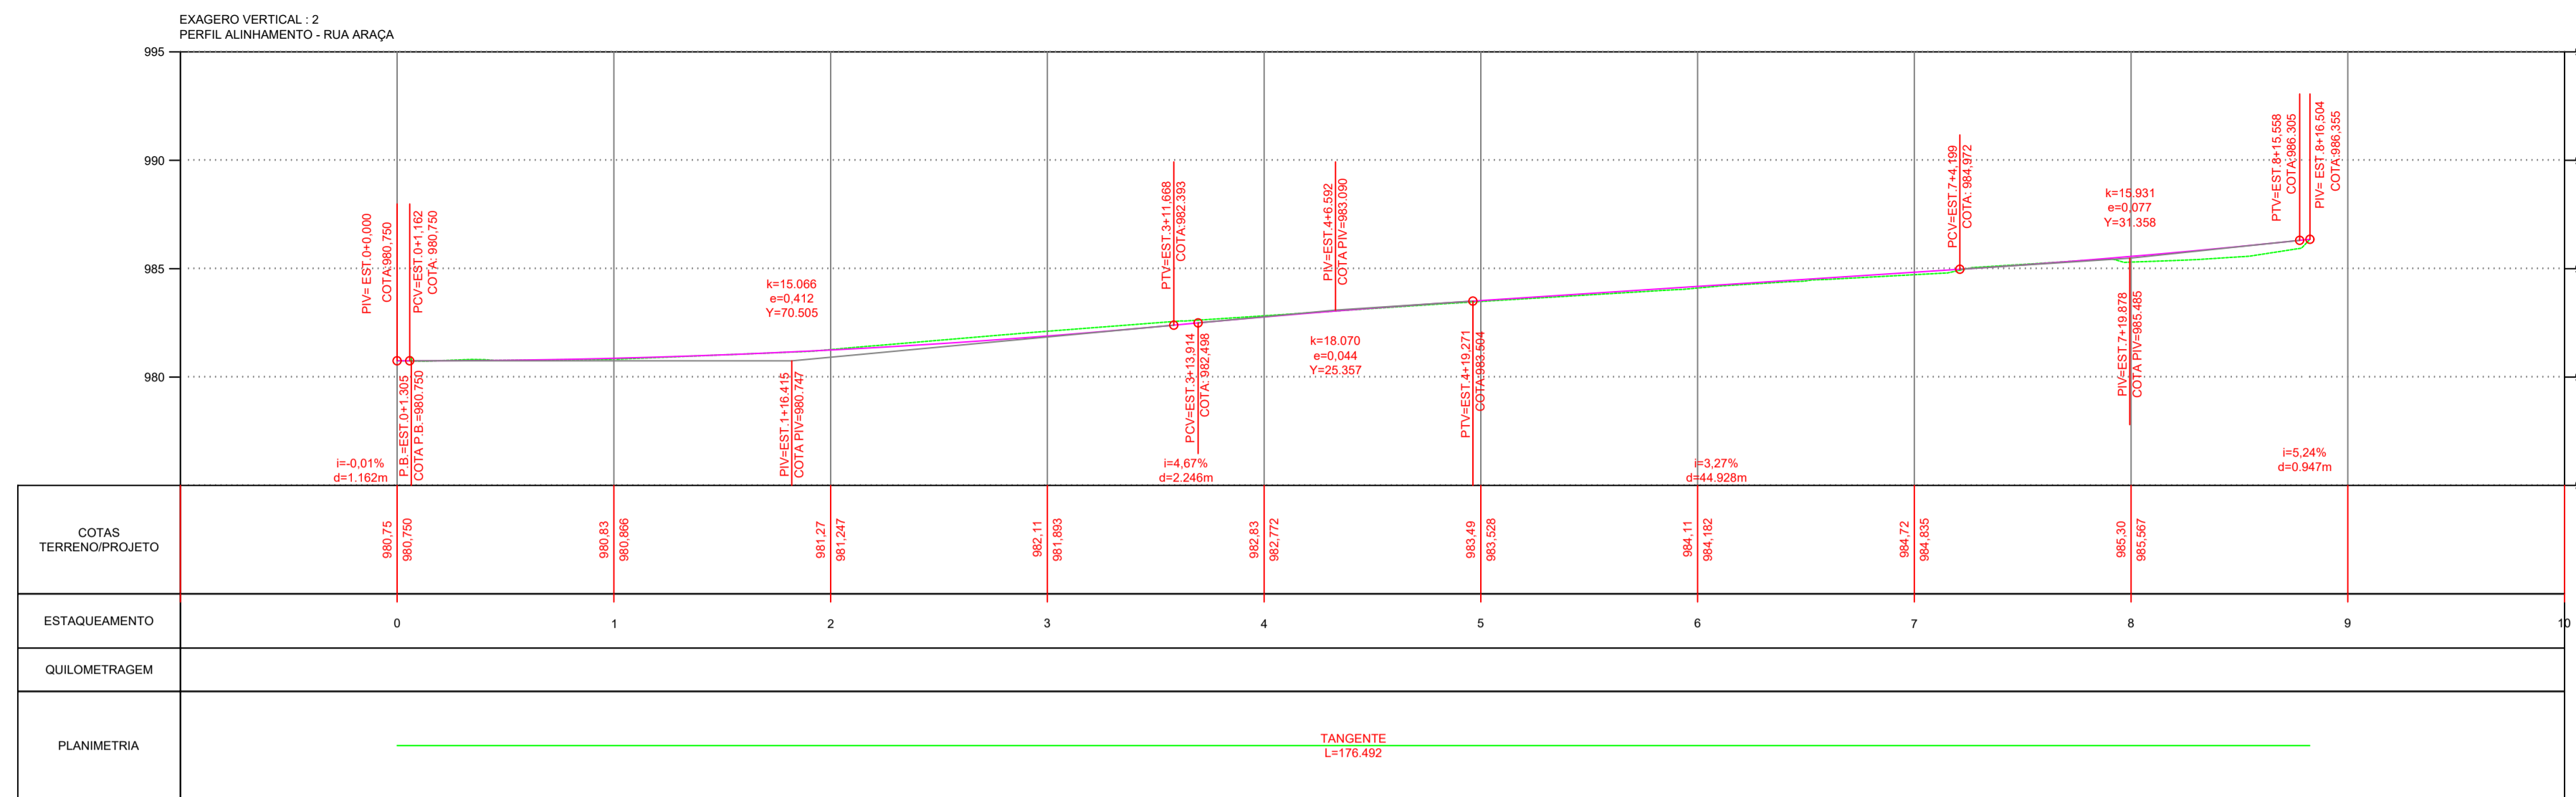 EXAGERO VERTICAL : 2
PERFIL ALINHAMENTO - RUA ARAÇA
995
990
985
980
PIV= EST.0+0,000
COTA:980,750
PCV=EST.0+1,162
COTA: 980,750
P.B.=EST.0+1.305
COTA P.B.=980.750
i=-0,01%
d=1.162m
k=15.066
e=0,412
Y=70.505
PIV=EST.1+16.415
COTA PIV=980.747
PTV=EST.3+11,668
COTA:982.393
PCV=EST.3+13,914
COTA: 982,498
i=4,67%
d=2.246m
PIV=EST.4+6.592
COTA PIV=983.090
k=18.070
e=0,044
Y=25.357
PTV=EST.4+19,271
COTA:983.504
i=3,27%
d=44.928m
PCV=EST.7+4,199
COTA: 984,972
k=15.931
e=0,077
Y=31.358
PIV=EST.7+19.878
COTA PIV=985.485
PTV=EST.8+15,558
COTA:986.305
PIV= EST.8+16,504
COTA:986,355
i=5,24%
d=0.947m
COTAS
TERRENO/PROJETO
980,75
980,750
980,83
980,866
981,27
981,247
982,11
981,893
982,83
982,772
983,49
983,528
984,11
984,182
984,72
984,835
985,30
985,567
ESTAQUEAMENTO
0
1
2
3
4
5
6
7
8
9
10
QUILOMETRAGEM
PLANIMETRIA
TANGENTE
L=176.492